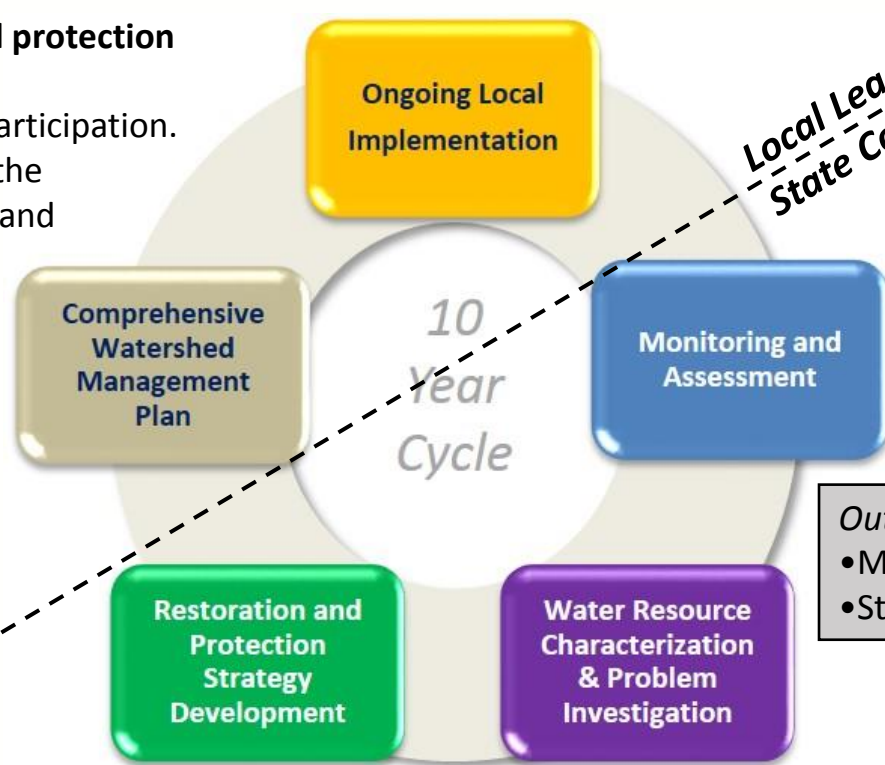 protection
articipation.
the
and
Ongoing Local
Implementation
Local Lea
State Co
Comprehensive
Watershed
Management
Plan
10
Year
Cycle
Monitoring and
Assessment
Out
•M
•St
Restoration and
Protection
Strategy
Development
Water Resource
Characterization
& Problem
Investigation